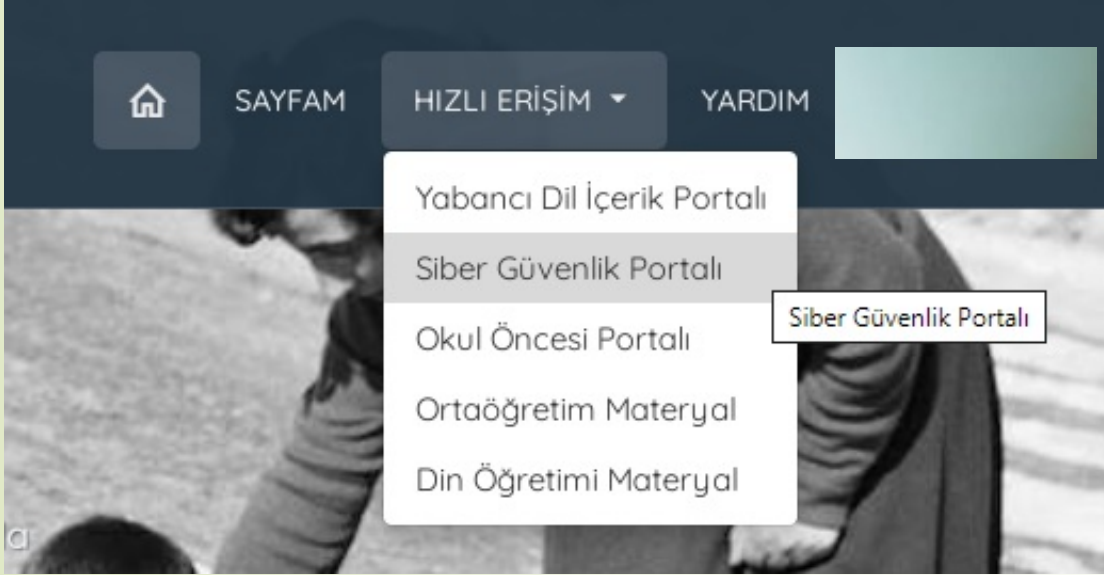 SAYFAM HIZLI ERİŞİM YARDIM
Yabancı Dil İçerik Portalı
Siber Güvenlik Portalı
Siber Güvenlik Portalı
Okul Öncesi Portalı
Ortaöğretim Materyal
Din Öğretimi Materyal
a